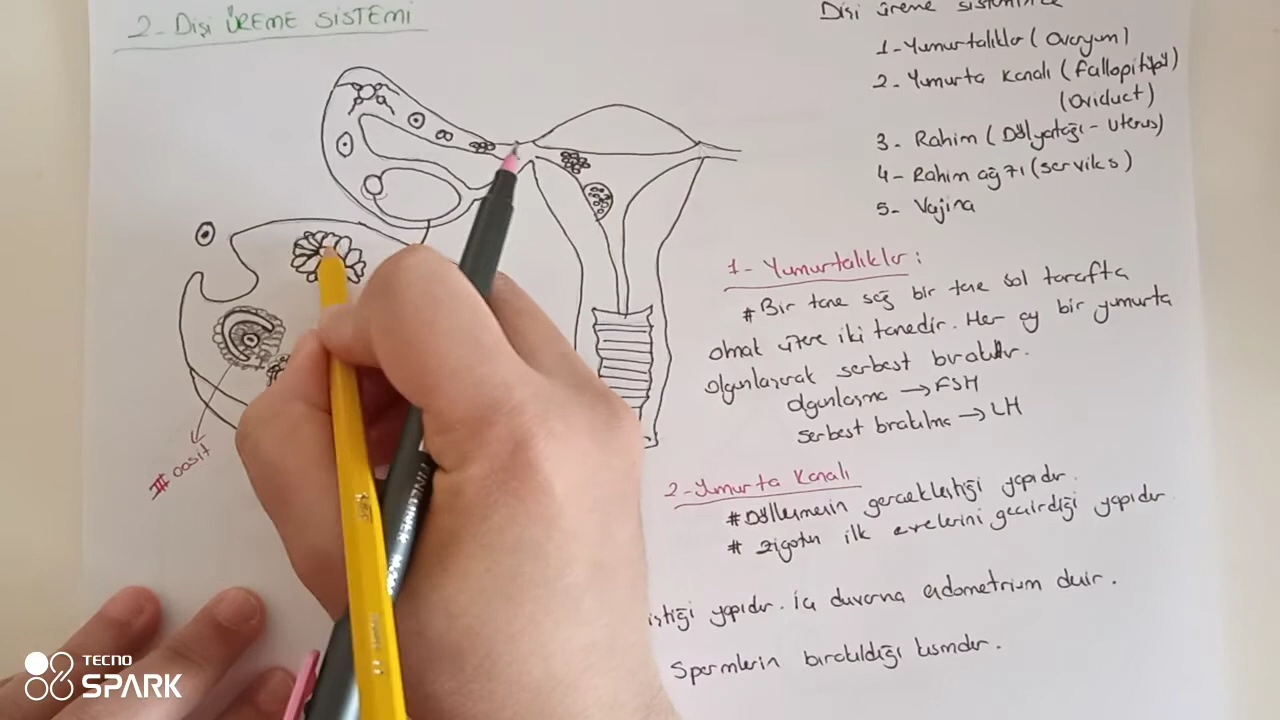 2- Dişi ÜREME SİSTEMİ
Dişi üreme sisteminde
1- Yumurtalıklar (Ovaryum)
2- Yumurta kanalı (fallopi tüpü)
(Oviduct)
3- Rahim (Dölyatağı - Uterus)
4- Rahim ağzı (serviks)
5- Vajina
1- Yumurtalıklar :
# Bir tane sağ bir tane sol tarafta
olmak üzere iki tanedir. Her ay bir yumurta
olgunlaşarak serbest bırakılır.
olgunlaşma → FSH
serbest bırakılma → LH
2- Yumurta Kanalı
# Döllenmenin gerçekleştiği yapıdır.
# Zigotun ilk evrelerini geçirdiği yapıdır
iştiği yapıdır. İç duvarına endometrium denir.
Spermlerin bırakıldığı kısımdır.
II. oosit
FINELINER
TECNO
SPARK